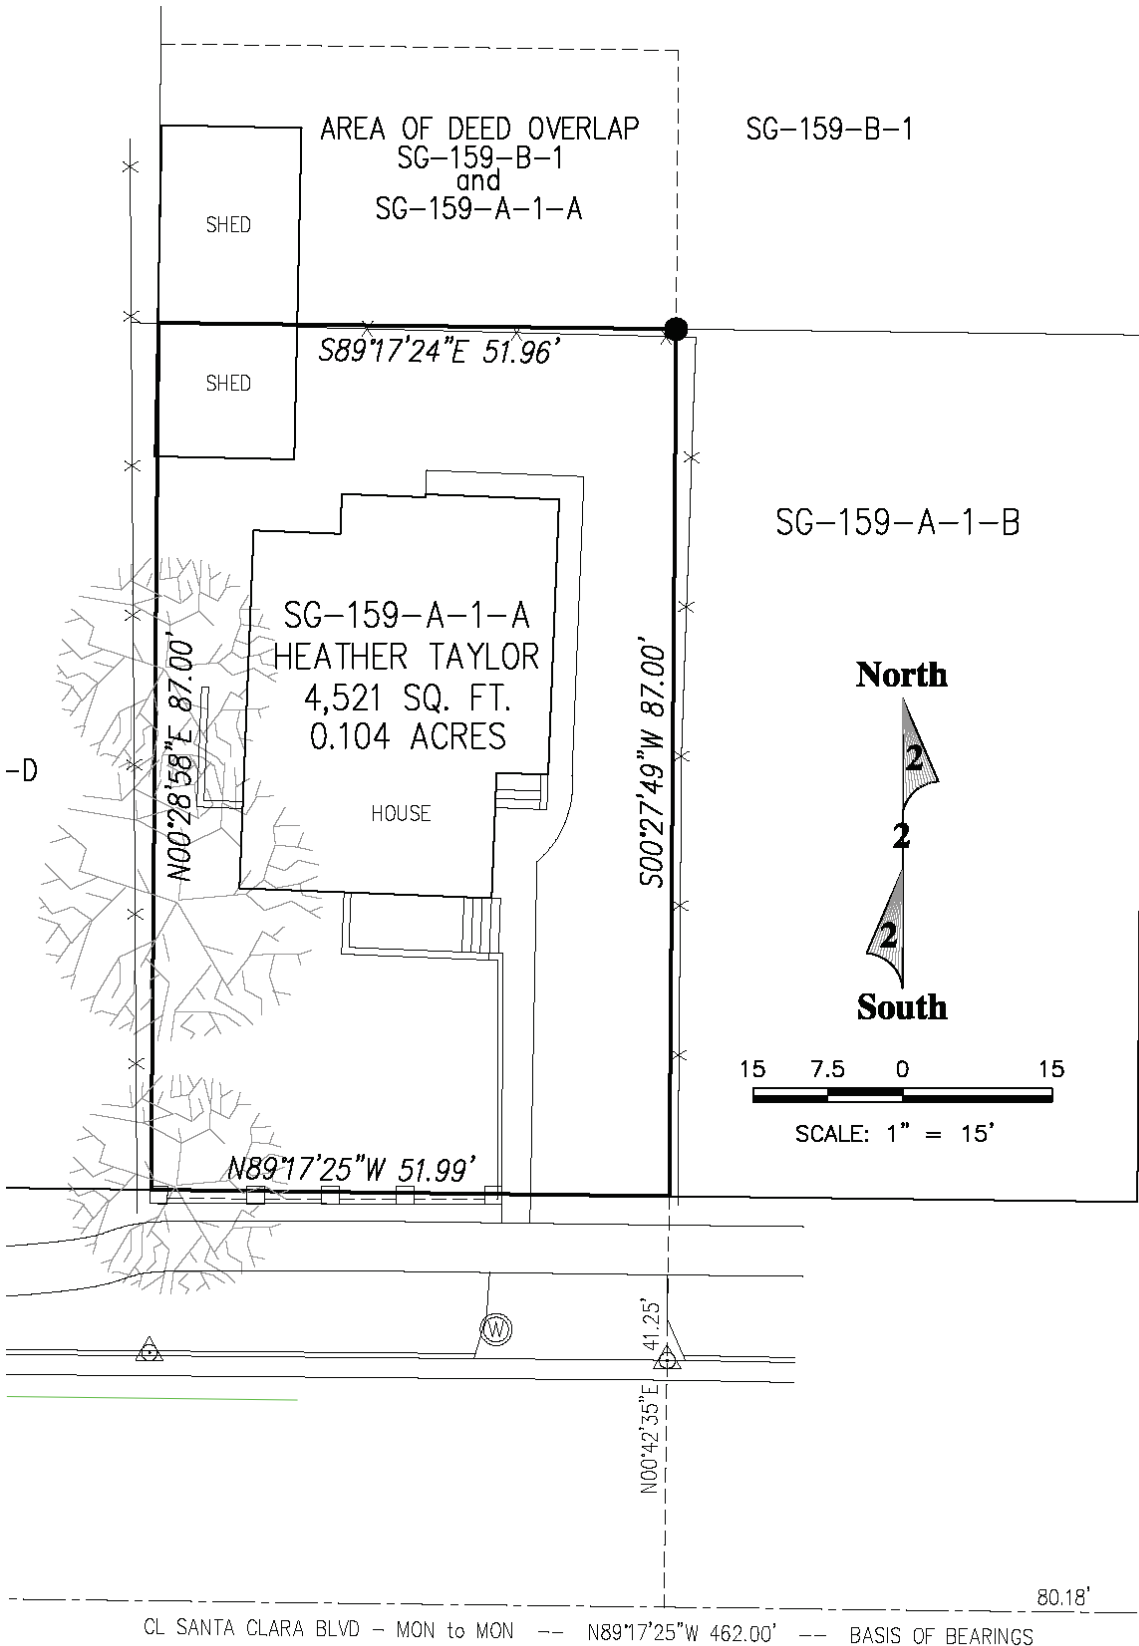 AREA OF DEED OVERLAP
SG-159-B-1
and
SG-159-A-1-A
SG-159-B-1
SHED
S89°17'24"E 51.96'
SHED
SG-159-A-1-B
SG-159-A-1-A
HEATHER TAYLOR
4,521 SQ. FT.
0.104 ACRES
HOUSE
N00°28'58"E 87.00'
S00°27'49"W 87.00'
-D
North
2
2
2
South
15 7.5 0 15
SCALE: 1" = 15'
N89°17'25"W 51.99'
W
N00°42'35"E 41.25'
80.18'
CL SANTA CLARA BLVD - MON to MON -- N89°17'25"W 462.00' -- BASIS OF BEARINGS